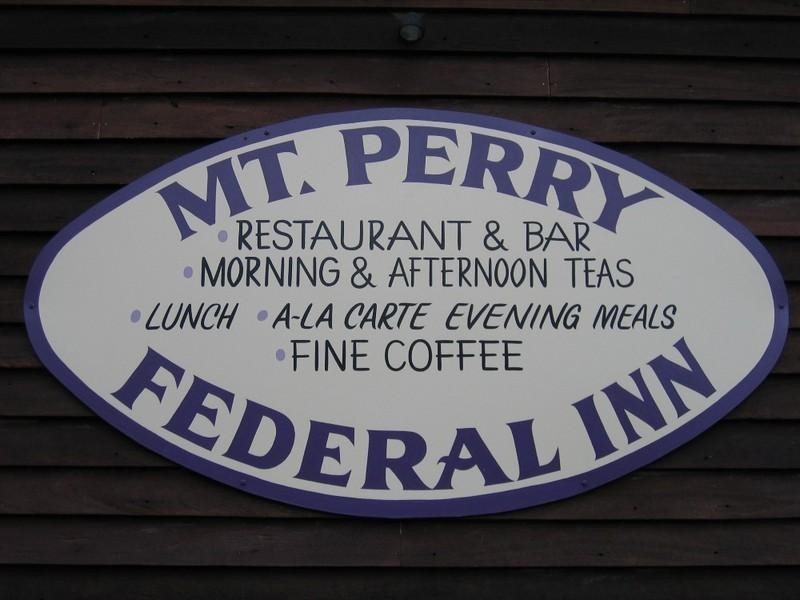 MT. PERRY
• RESTAURANT & BAR
• MORNING & AFTERNOON TEAS
• LUNCH • A-LA CARTE EVENING MEALS
• FINE COFFEE
FEDERAL INN